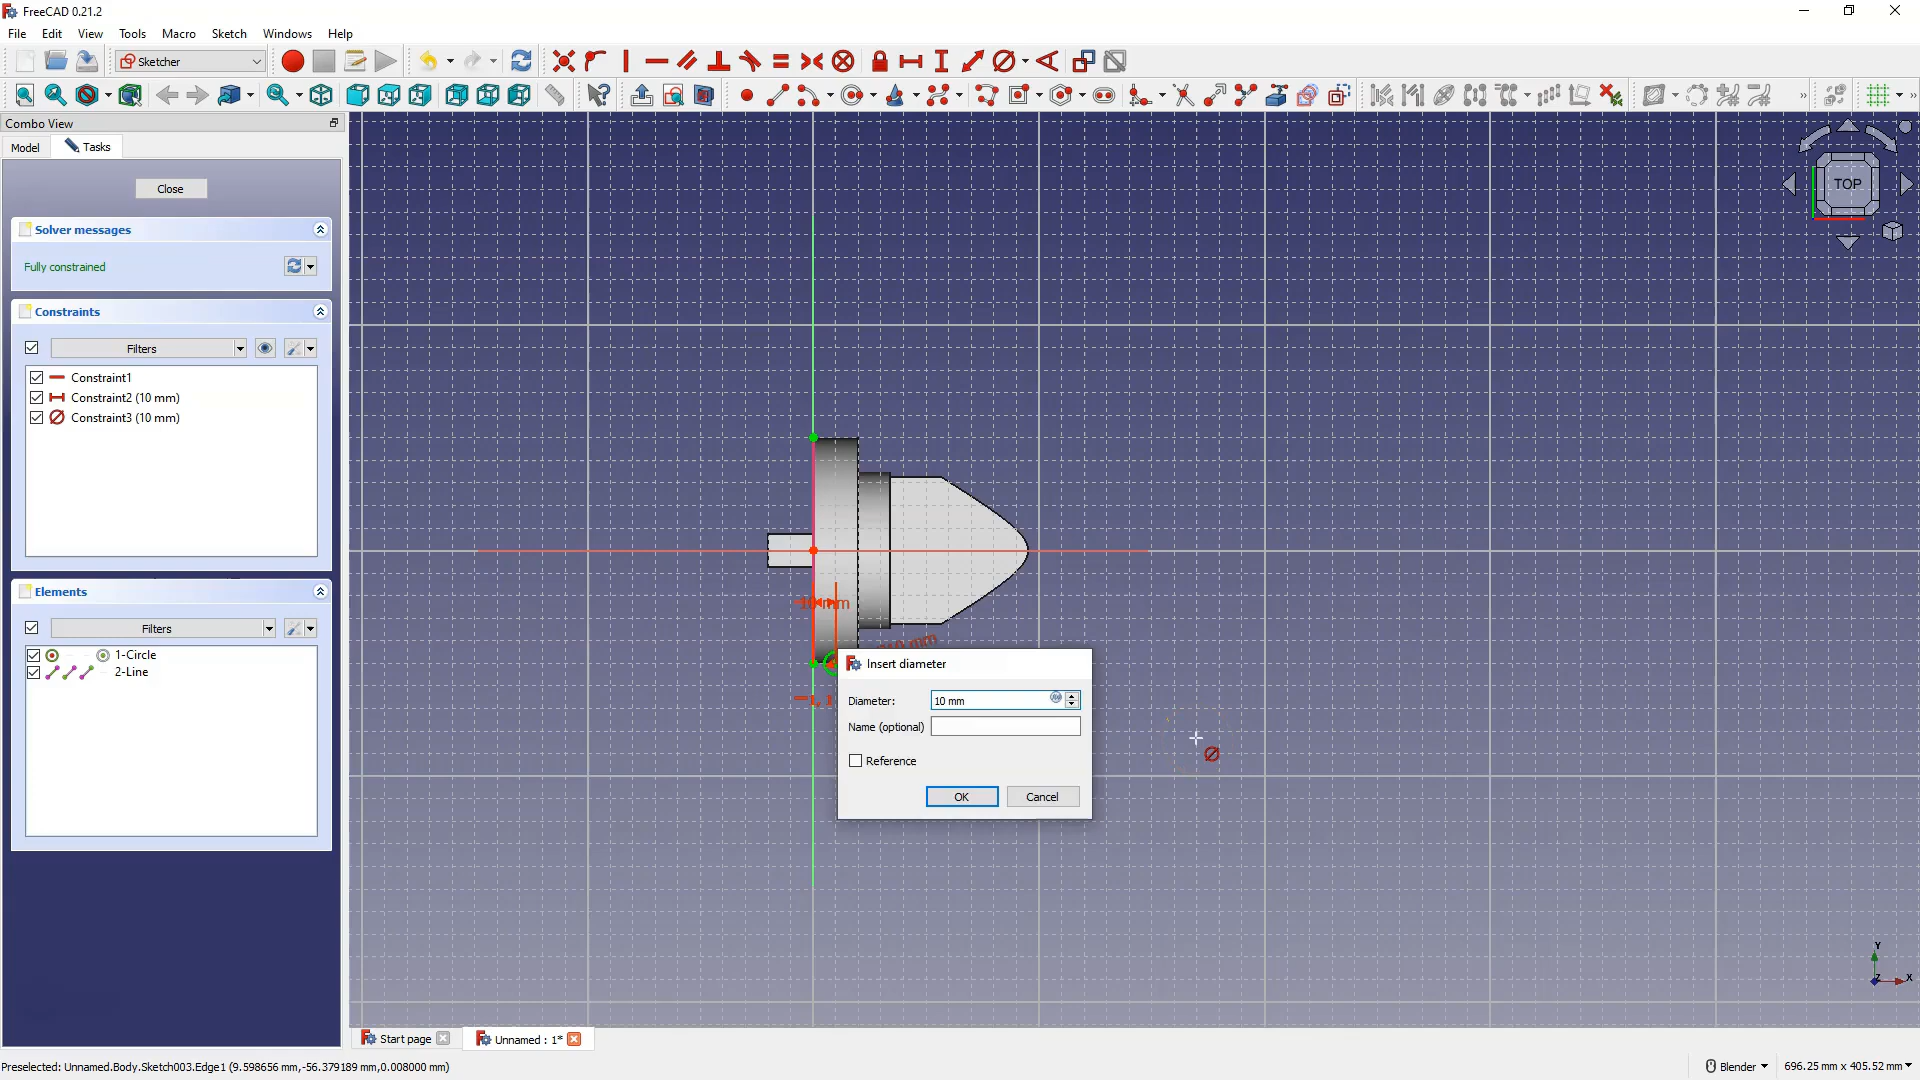 FreeCAD 0.21.2
File Edit View Tools Macro Sketch Windows Help
Sketcher
Combo View
Model Tasks
Close
TOP
Solver messages
Fully constrained
Constraints
Filters
Constraint1
Constraint2 (10 mm)
Constraint3 (10 mm)
Elements
Filters
1-Circle
2-Line
Insert diameter
Diameter: 10 mm
Name (optional)
Reference
OK Cancel
Y
Z X
Start page Unnamed : 1*
Preselected: Unnamed.Body.Sketch003.Edge1 (9.598656 mm,-56.379189 mm,0.008000 mm) Blender 696.25 mm x 405.52 mm